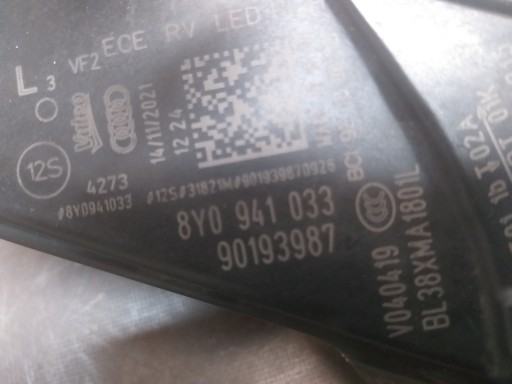 L 3 VF2 ECE RV LED
Valeo
14/11/2021
12 24
12S
4273
#8Y0941033
#12S#31821M#901939870926
8Y0 941 033
90193987
V040419
BL38XMA1801L